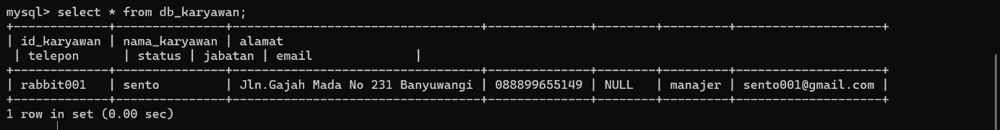 mysql> select * from db_karyawan;
+-------------+---------------+----------------------------------+--------------+--------+---------+--------------------+
| id_karyawan | nama_karyawan | alamat
 | telepon      | status | jabatan | email              |
+-------------+---------------+----------------------------------+--------------+--------+---------+--------------------+
| rabbit001   | sento         | Jln.Gajah Mada No 231 Banyuwangi | 088899655149 | NULL   | manajer | sento001@gmail.com |
+-------------+---------------+----------------------------------+--------------+--------+---------+--------------------+
1 row in set (0.00 sec)